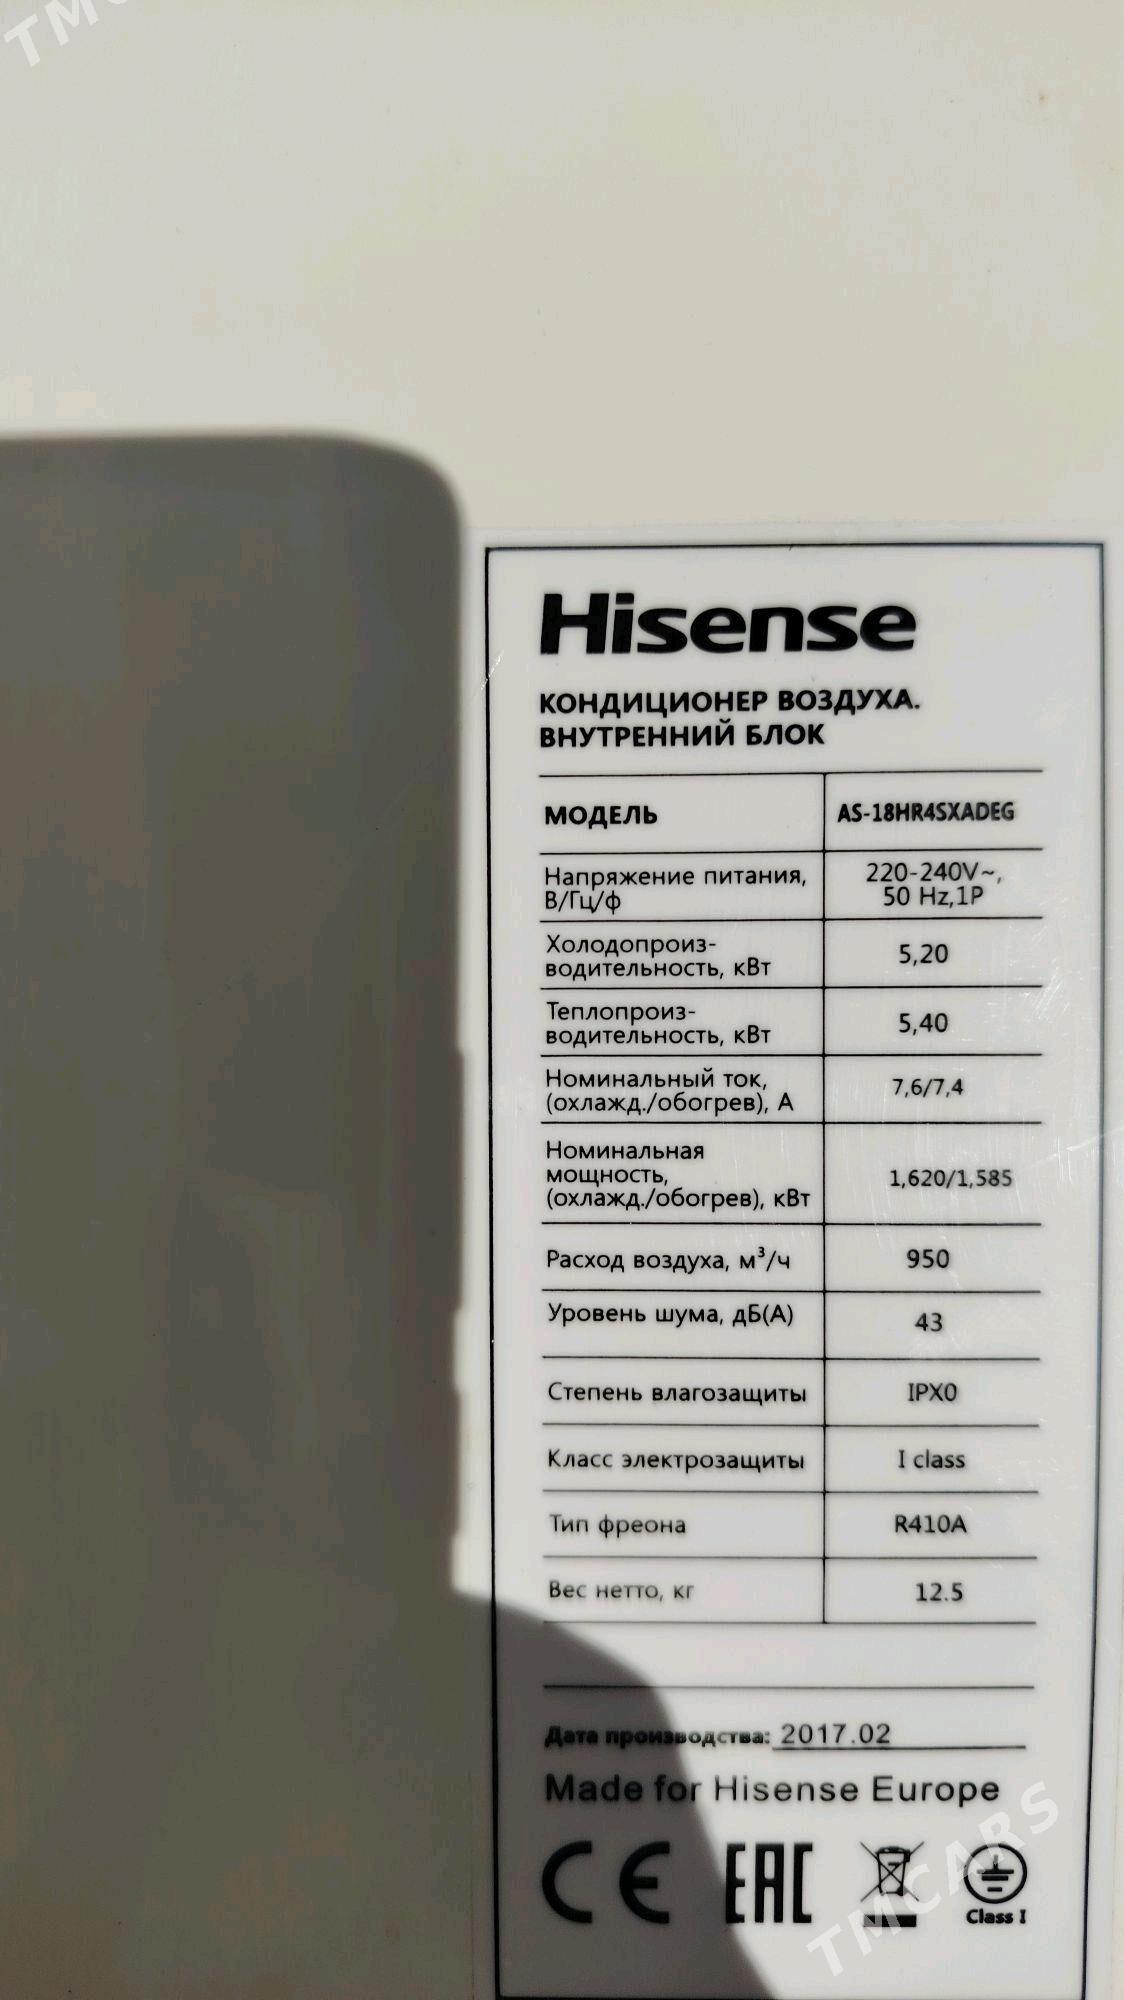 TMC
Hisense
КОНДИЦИОНЕР ВОЗДУХА.
ВНУТРЕННИЙ БЛОК
МОДЕЛЬ AS-18HR4SXADEG
Напряжение питания, 220-240V~,
В/Гц/ф 50 Hz,1P
Холодопроиз-
водительность, кВт 5,20
Теплопроиз-
водительность, кВт 5,40
Номинальный ток,
(охлажд./обогрев), А 7,6/7,4
Номинальная
мощность,
(охлажд./обогрев), кВт 1,620/1,585
Расход воздуха, м³/ч 950
Уровень шума, дБ(А) 43
Степень влагозащиты IPX0
Класс электрозащиты I class
Тип фреона R410A
Вес нетто, кг 12.5
Дата производства: 2017.02
Made for Hisense Europe
CE EAC
Class I
TMCARS